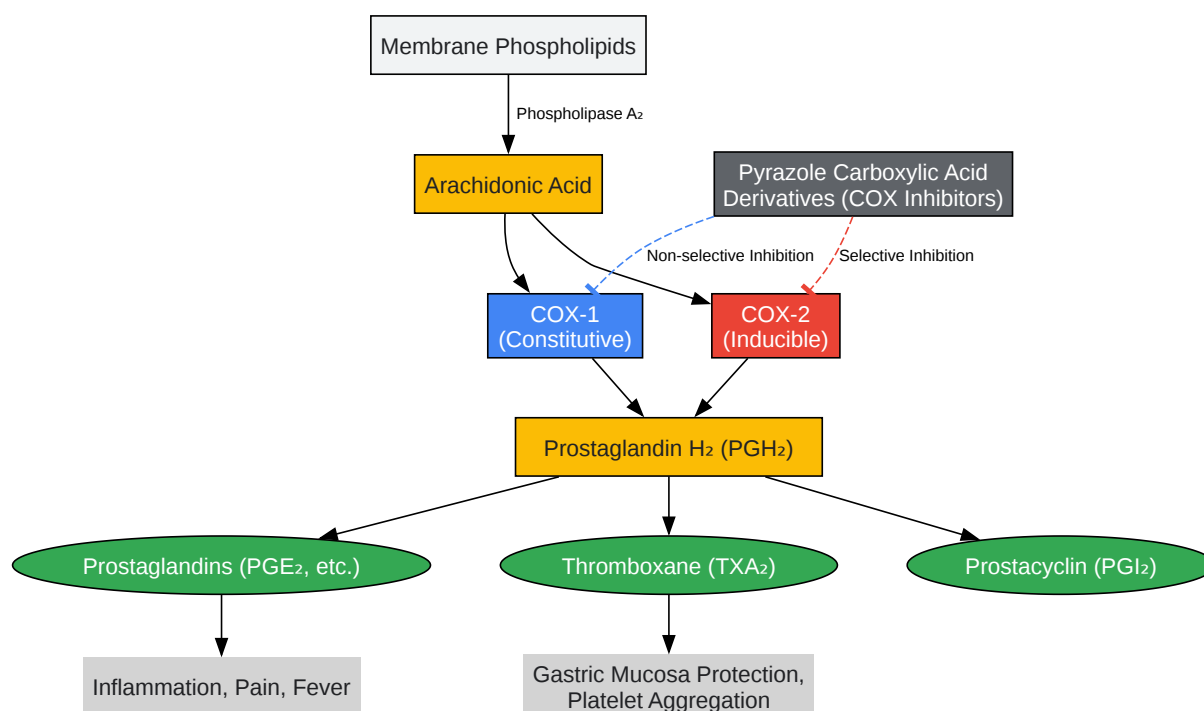 Membrane Phospholipids
Phospholipase A₂
Arachidonic Acid
Pyrazole Carboxylic Acid
Derivatives (COX Inhibitors)
Non-selective Inhibition
Selective Inhibition
COX-1
(Constitutive)
COX-2
(Inducible)
Prostaglandin H₂ (PGH₂)
Prostaglandins (PGE₂, etc.)
Thromboxane (TXA₂)
Prostacyclin (PGI₂)
Inflammation, Pain, Fever
Gastric Mucosa Protection,
Platelet Aggregation